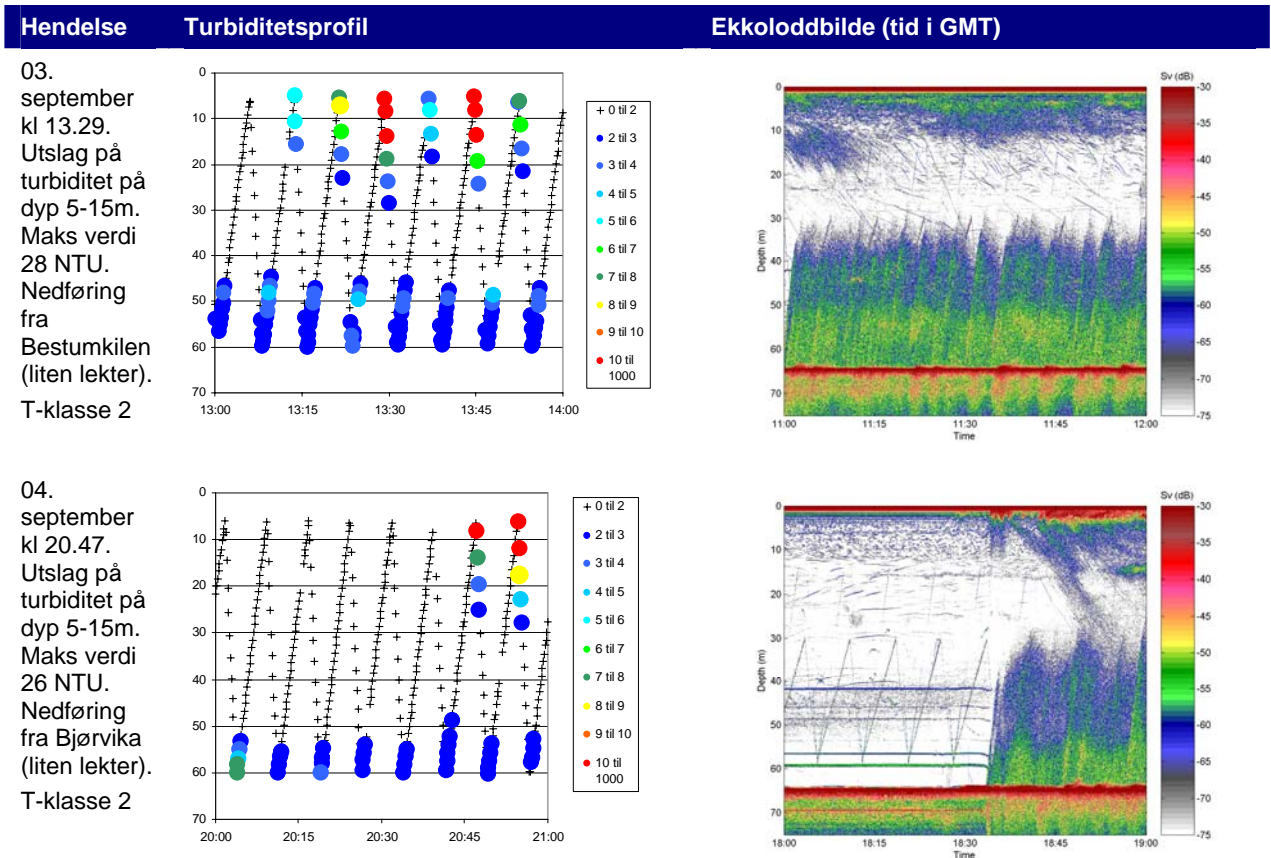 Hendelse Turbiditetsprofil Ekkoloddbilde (tid i GMT)
03.
september
kl 13.29.
Utslag på
turbiditet på
dyp 5-15m.
Maks verdi
28 NTU.
Nedføring
fra
Bestumkilen
(liten lekter).
T-klasse 2
0
10
20
30
40
50
60
70
13:00 13:15 13:30 13:45 14:00
0 til 2
2 til 3
3 til 4
4 til 5
5 til 6
6 til 7
7 til 8
8 til 9
9 til 10
10 til
1000
Sv (dB)
0
10
20
30
40
50
60
70
Depth (m)
11:00 11:15 11:30 11:45 12:00
Time
-30
-35
-40
-45
-50
-55
-60
-65
-70
-75
04.
september
kl 20.47.
Utslag på
turbiditet på
dyp 5-15m.
Maks verdi
26 NTU.
Nedføring
fra Bjørvika
(liten lekter).
T-klasse 2
0
10
20
30
40
50
60
70
20:00 20:15 20:30 20:45 21:00
0 til 2
2 til 3
3 til 4
4 til 5
5 til 6
6 til 7
7 til 8
8 til 9
9 til 10
10 til
1000
Sv (dB)
0
10
20
30
40
50
60
70
Depth (m)
18:00 18:15 18:30 18:45 19:00
Time
-30
-35
-40
-45
-50
-55
-60
-65
-70
-75